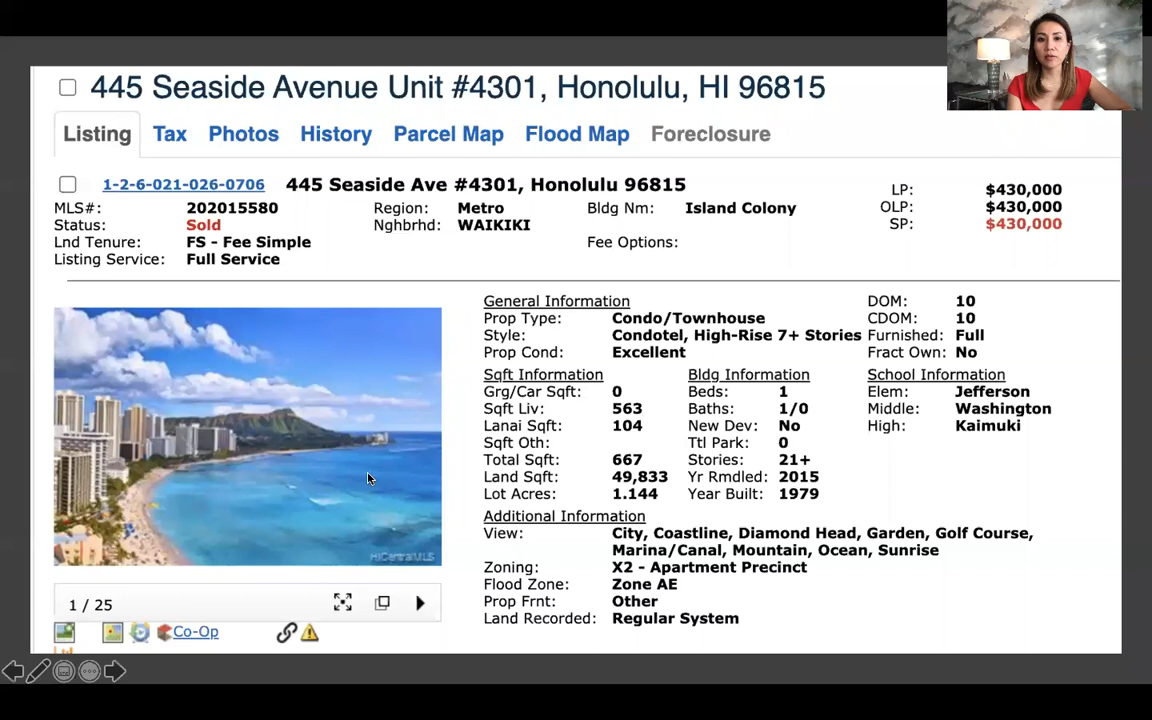 445 Seaside Avenue Unit #4301, Honolulu, HI 96815
Listing Tax Photos History Parcel Map Flood Map Foreclosure
1-2-6-021-026-0706 445 Seaside Ave #4301, Honolulu 96815 LP: $430,000
MLS#: 202015580 Region: Metro Bldg Nm: Island Colony OLP: $430,000
Status: Sold Nghbrhd: WAIKIKI SP: $430,000
Lnd Tenure: FS - Fee Simple Fee Options:
Listing Service: Full Service
General Information DOM: 10
Prop Type: Condo/Townhouse CDOM: 10
Style: Condotel, High-Rise 7+ Stories Furnished: Full
Prop Cond: Excellent Fract Own: No
Sqft Information Bldg Information School Information
Grg/Car Sqft: 0 Beds: 1 Elem: Jefferson
Sqft Liv: 563 Baths: 1/0 Middle: Washington
Lanai Sqft: 104 New Dev: No High: Kaimuki
Sqft Oth: Ttl Park: 0
Total Sqft: 667 Stories: 21+
Land Sqft: 49,833 Yr Rmdled: 2015
Lot Acres: 1.144 Year Built: 1979
Additional Information
View: City, Coastline, Diamond Head, Garden, Golf Course,
Marina/Canal, Mountain, Ocean, Sunrise
Zoning: X2 - Apartment Precinct
Flood Zone: Zone AE
Prop Frnt: Other
Land Recorded: Regular System
HiCentralMLS
1 / 25
Co-Op